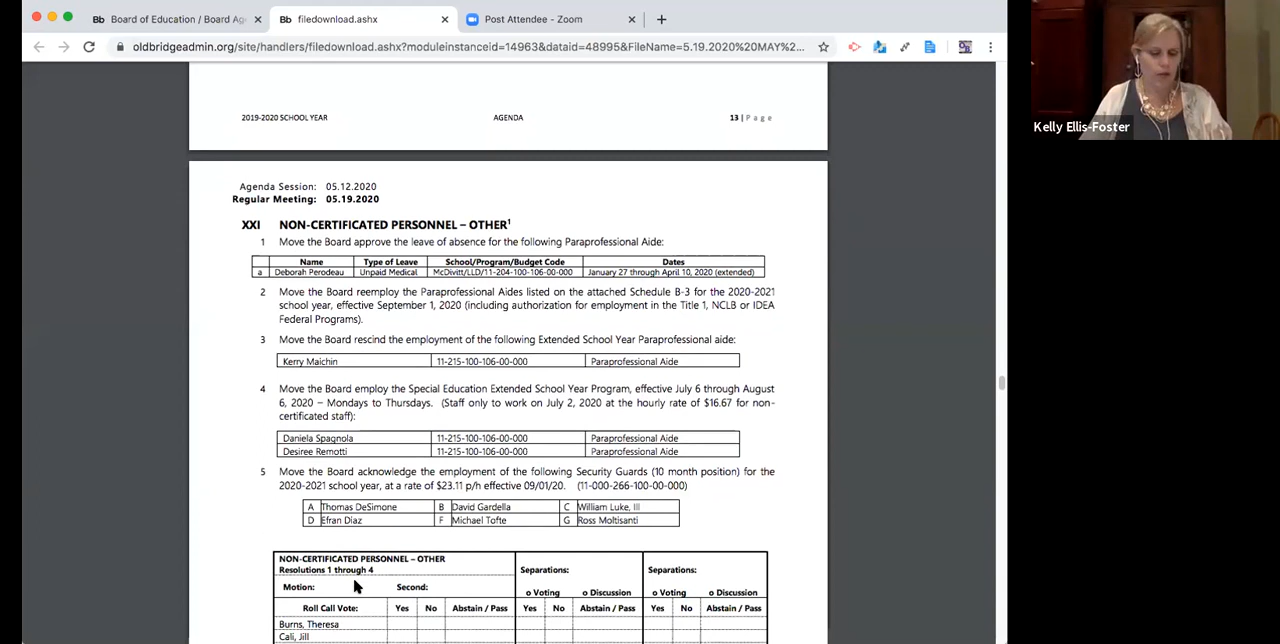 Bb Board of Education / Board Ag
Bb filedownload.ashx
Post Attendee - Zoom
oldbridgeadmin.org/site/handlers/filedownload.ashx?moduleinstanceid=14963&dataid=48995&FileName=5.19.2020%20MAY%2...
Kelly Ellis-Foster
2019-2020 SCHOOL YEAR AGENDA 13 | Page
Agenda Session: 05.12.2020
Regular Meeting: 05.19.2020
XXI NON-CERTIFICATED PERSONNEL – OTHER1
1 Move the Board approve the leave of absence for the following Paraprofessional Aide:
Name Type of Leave School/Program/Budget Code Dates
a Deborah Perodeau Unpaid Medical McDivitt/LLD/11-204-100-106-00-000 January 27 through April 10, 2020 (extended)
2 Move the Board reemploy the Paraprofessional Aides listed on the attached Schedule B-3 for the 2020-2021
school year, effective September 1, 2020 (including authorization for employment in the Title 1, NCLB or IDEA
Federal Programs).
3 Move the Board rescind the employment of the following Extended School Year Paraprofessional aide:
Kerry Maichin 11-215-100-106-00-000 Paraprofessional Aide
4 Move the Board employ the Special Education Extended School Year Program, effective July 6 through August
6, 2020 – Mondays to Thursdays. (Staff only to work on July 2, 2020 at the hourly rate of $16.67 for non-
certificated staff):
Daniela Spagnola 11-215-100-106-00-000 Paraprofessional Aide
Desiree Remotti 11-215-100-106-00-000 Paraprofessional Aide
5 Move the Board acknowledge the employment of the following Security Guards (10 month position) for the
2020-2021 school year, at a rate of $23.11 p/h effective 09/01/20. (11-000-266-100-00-000)
A Thomas DeSimone B David Gardella C William Luke, III
D Efran Diaz F Michael Tofte G Ross Moltisanti
NON-CERTIFICATED PERSONNEL – OTHER
Resolutions 1 through 4
Separations: Separations:
Motion: Second: o Voting o Discussion o Voting o Discussion
Roll Call Vote: Yes No Abstain / Pass Yes No Abstain / Pass Yes No Abstain / Pass
Burns, Theresa
Cali, Jill